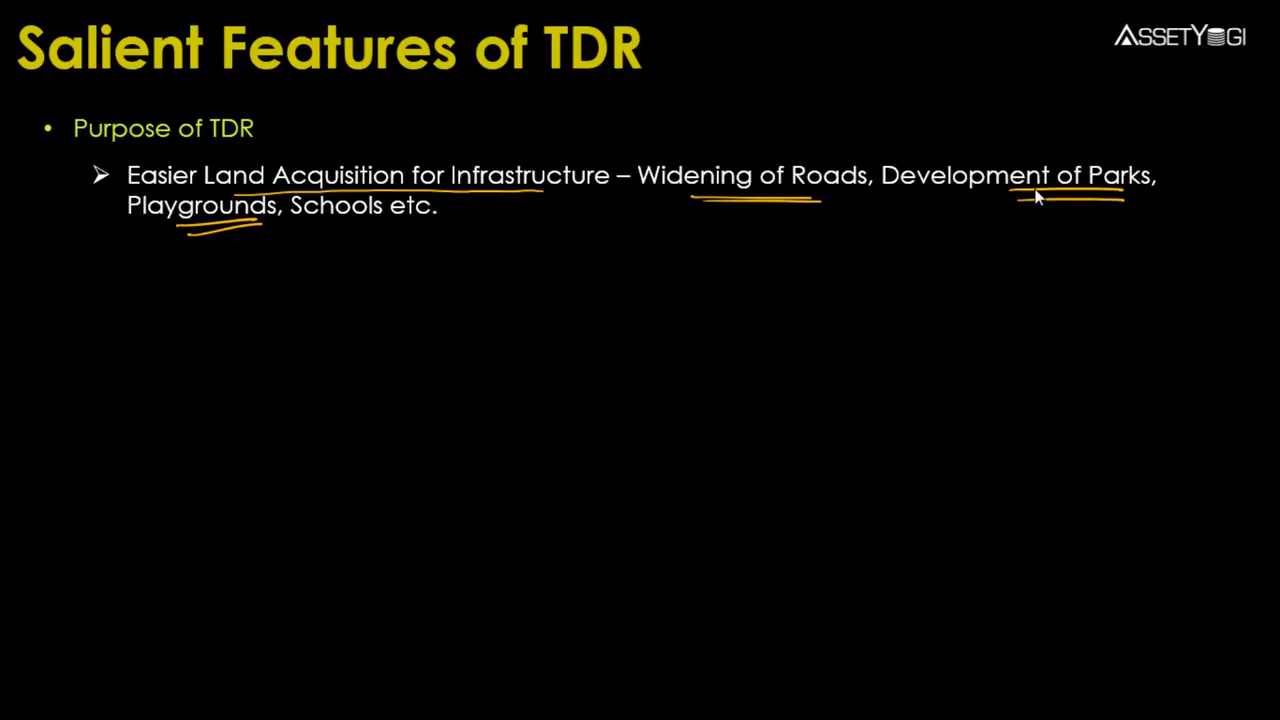 Salient Features of TDR
ASSETYOGI
• Purpose of TDR
➢ Easier Land Acquisition for Infrastructure – Widening of Roads, Development of Parks,
Playgrounds, Schools etc.